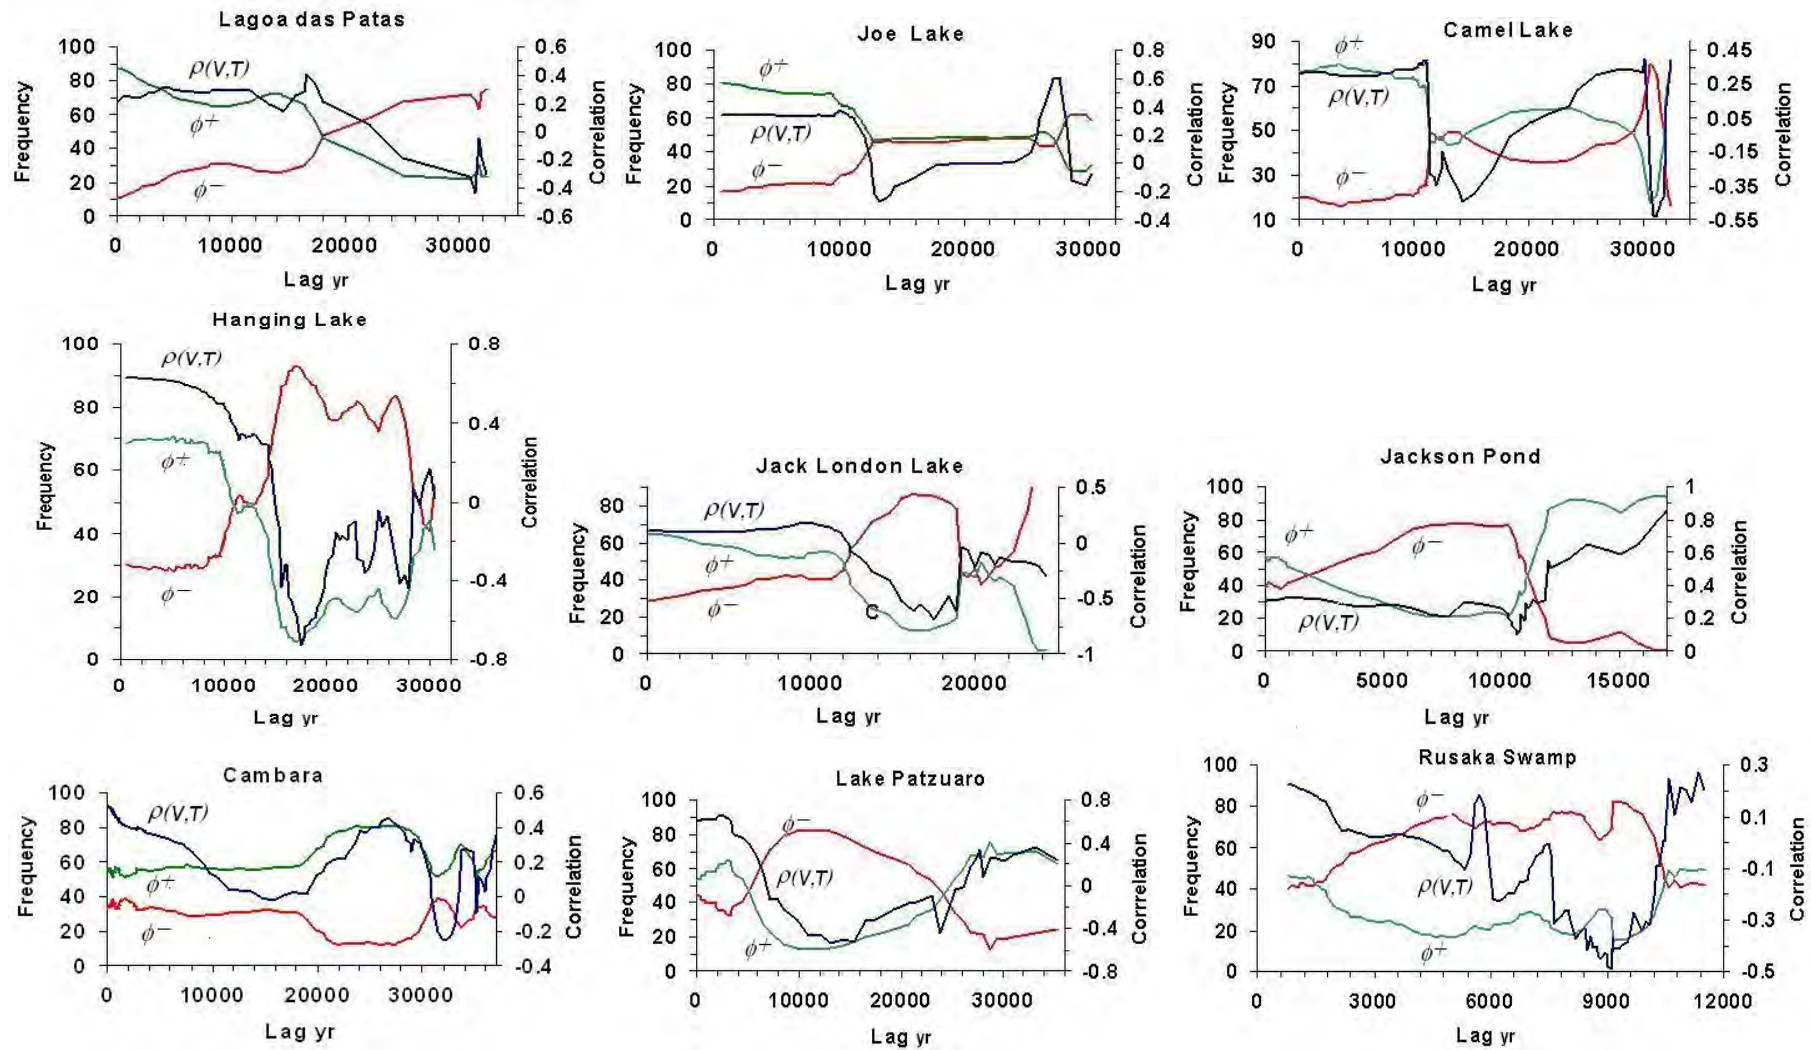 Lagoa das Patas
100 80 60 40 20 0
Frequency
ρ(V,T)
ϕ+
ϕ−
0.6 0.4 0.2 0 -0.2 -0.4 -0.6
Correlation
0 10000 20000 30000
Lag yr
Joe Lake
100 80 60 40 20 0
Frequency
ϕ+
ρ(V,T)
ϕ−
0.8 0.6 0.4 0.2 0 -0.2 -0.4
Correlation
0 10000 20000 30000
Lag yr
Camel Lake
90 70 50 30 10
Frequency
ϕ+
ρ(V,T)
ϕ−
0.45 0.25 0.05 -0.15 -0.35 -0.55
Correlation
0 10000 20000 30000
Lag yr
Hanging Lake
100 80 60 40 20 0
Frequency
ρ(V,T)
ϕ+
ϕ−
0.8 0.4 0 -0.4 -0.8
Correlation
0 10000 20000 30000
Lag yr
Jack London Lake
80 60 40 20 0
Frequency
ρ(V,T)
ϕ+
ϕ−
C
0.5 0 -0.5 -1
Correlation
0 10000 20000
Lag yr
Jackson Pond
100 80 60 40 20 0
Frequency
ϕ+
ϕ−
ρ(V,T)
1 0.8 0.6 0.4 0.2 0
Correlation
0 5000 10000 15000
Lag yr
Cambara
100 80 60 40 20 0
Frequency
ρ(V,T)
ϕ+
ϕ−
0.6 0.4 0.2 0 -0.2 -0.4
Correlation
0 10000 20000 30000
Lag yr
Lake Patzuaro
100 80 60 40 20 0
Frequency
ϕ−
ρ(V,T)
ϕ+
0.8 0.6 0.4 0.2 0 -0.2 -0.4 -0.6 -0.8
Corrrelation
0 10000 20000 30000
Lag yr
Rusaka Swamp
100 80 60 40 20 0
Frequency
ϕ−
ρ(V,T)
ϕ+
0.3 0.1 -0.1 -0.3 -0.5
Correlation
0 3000 6000 9000 12000
Lag yr